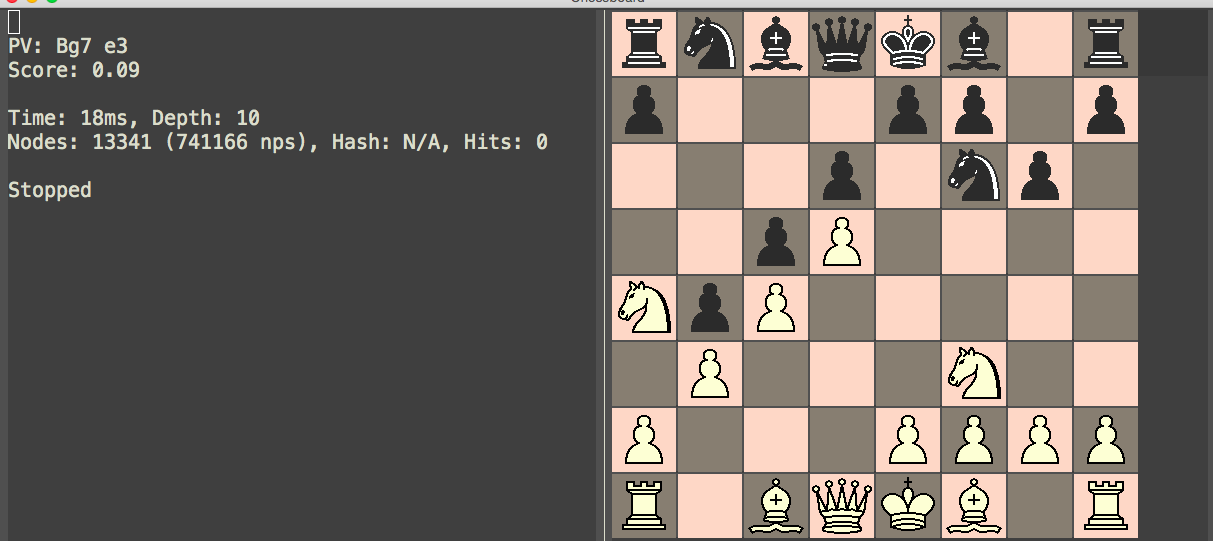 PV: Bg7 e3
Score: 0.09
Time: 18ms, Depth: 10
Nodes: 13341 (741166 nps), Hash: N/A, Hits: 0
Stopped